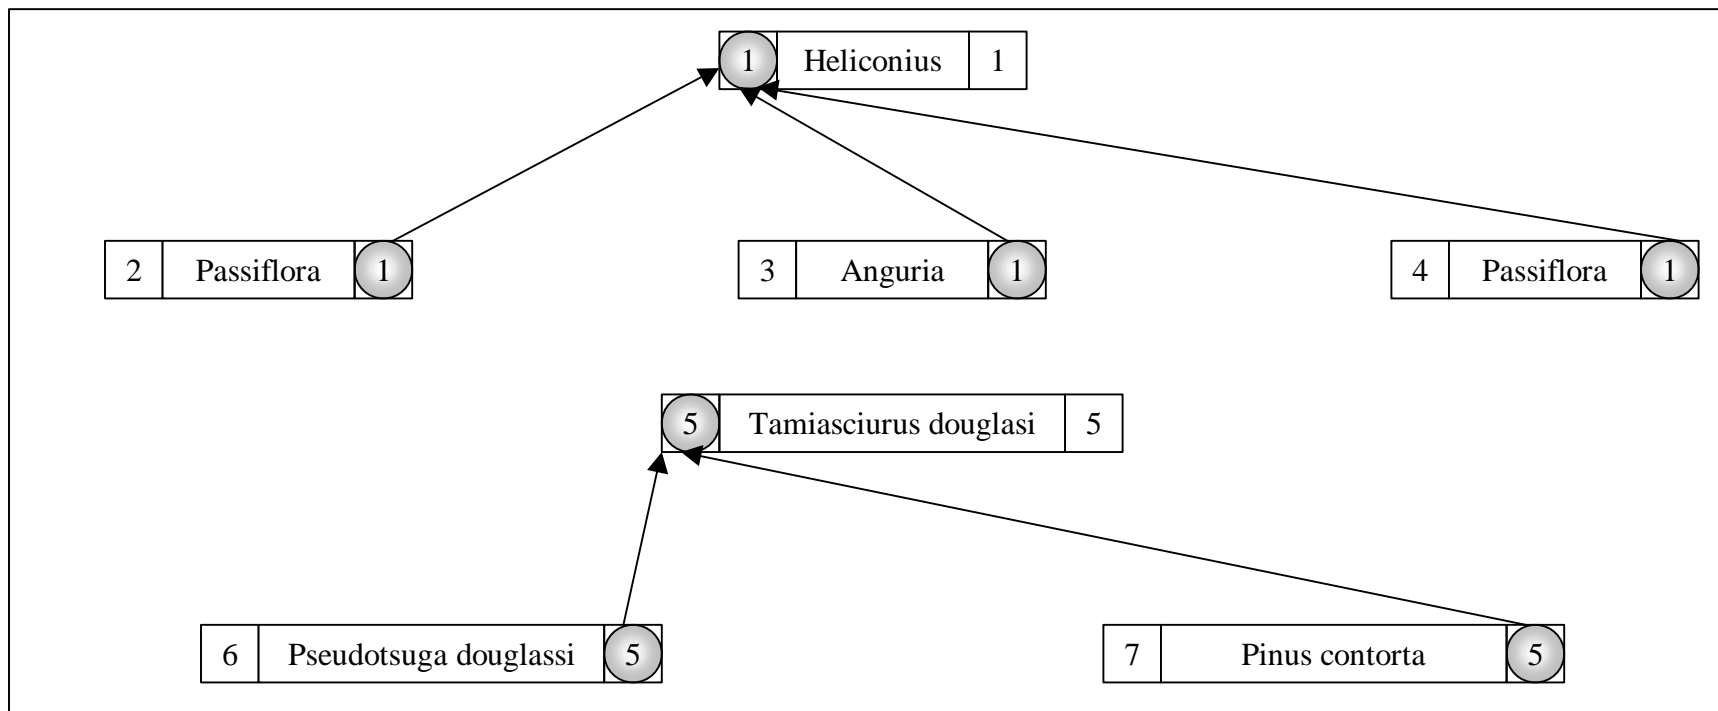 1 Heliconius 1
2 Passiflora 1
3 Anguria 1
4 Passiflora 1
5 Tamiasciurus douglasi 5
6 Pseudotsuga douglassi 5
7 Pinus contorta 5